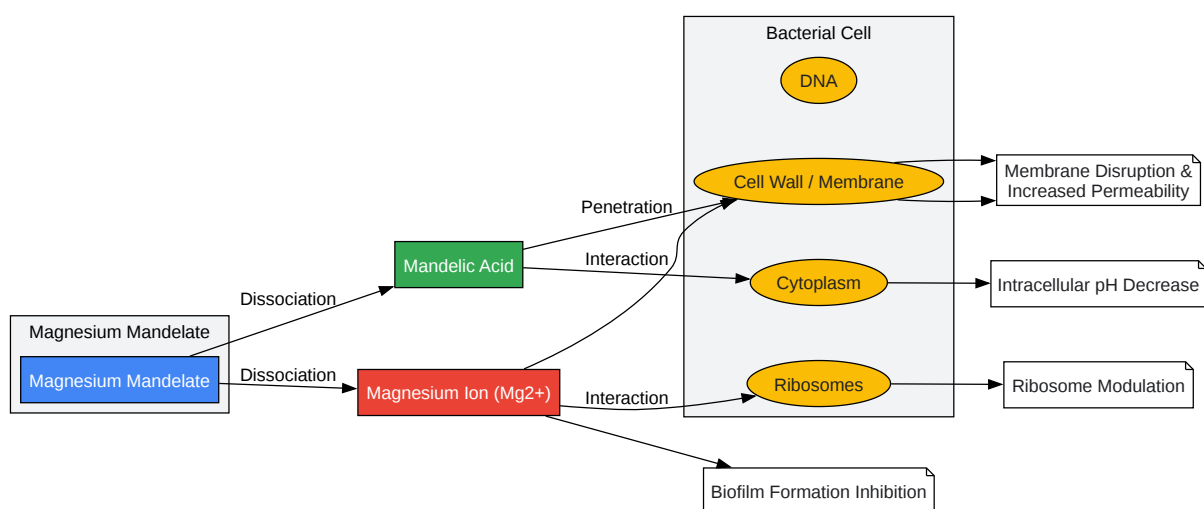 Bacterial Cell
DNA
Cell Wall / Membrane
Membrane Disruption &
Increased Permeability
Penetration
Mandelic Acid
Interaction
Cytoplasm
Intracellular pH Decrease
Dissociation
Magnesium Mandelate
Magnesium Mandelate
Dissociation
Magnesium Ion (Mg2+)
Interaction
Ribosomes
Ribosome Modulation
Biofilm Formation Inhibition